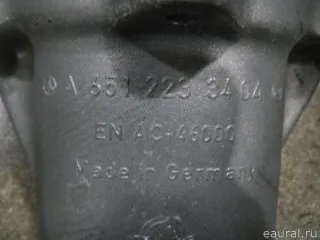 A 651 223 34 04
EN AC-46000
Made in Germany
eaural.ru